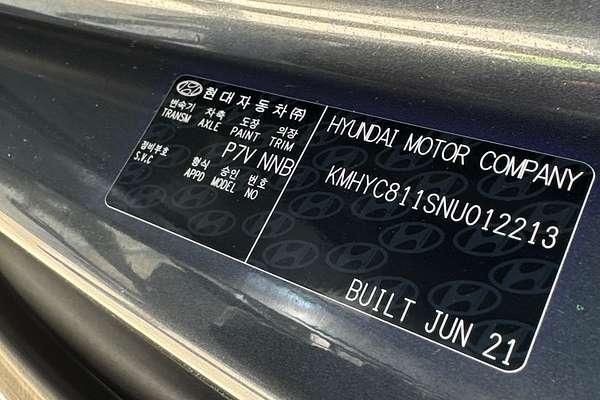 현대자동차㈜
변속기 차축 도장 의장
TRANSM AXLE PAINT TRIM
P7V NNB
정비부호 형식 승인 번호
S.V.C APPD MODEL NO
HYUNDAI MOTOR COMPANY
KMHYC811SNU012213
BUILT JUN 21